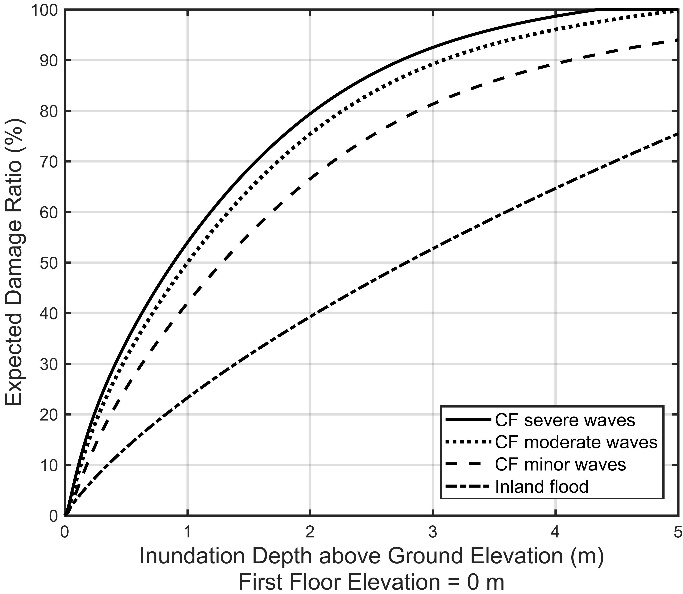 Expected Damage Ratio (%)
100
90
80
70
60
50
40
30
20
10
0
0 1 2 3 4 5
CF severe waves
CF moderate waves
CF minor waves
Inland flood
Inundation Depth above Ground Elevation (m)
First Floor Elevation = 0 m